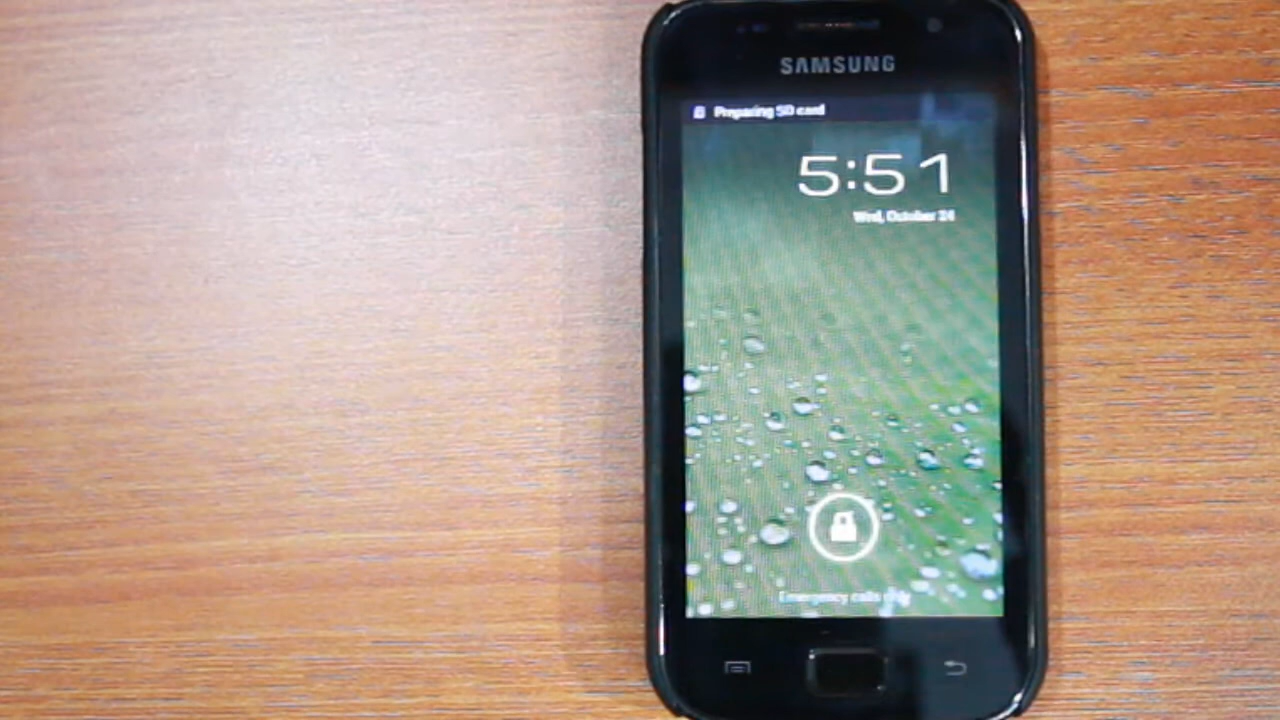 SAMSUNG
Preparing SD card
5:51
Wed, October 24
Emergency calls only